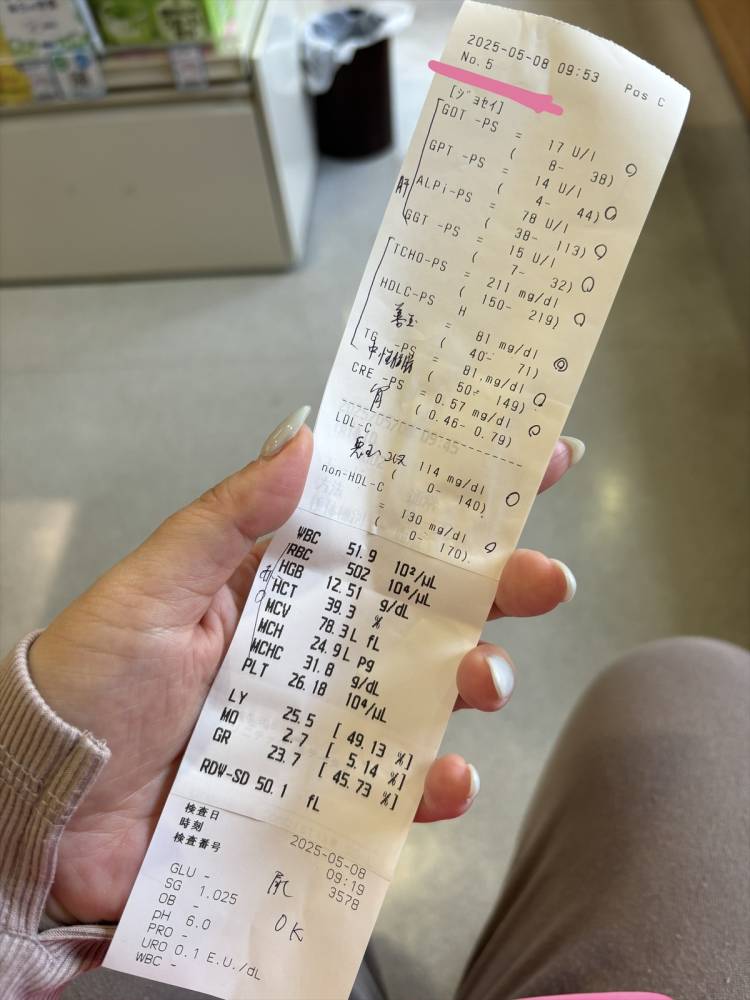 2025-05-08 09:53 Pos C
No.5
[ｼﾞｮｾｲ]
GOT -PS = 17 U/l
( 8- 38)
GPT -PS = 14 U/l
( 4- 44)
肝
ALPi-PS = 78 U/l
( 38- 113)
GGT -PS = 15 U/l
( 7- 32)
TCHO-PS = 211 mg/dl
( 150- 219)
HDLC-PS H = 81 mg/dl
善玉
( 40- 71)
TG -PS = 81 mg/dl
中性脂肪
( 50- 149)
CRE -PS = 0.57 mg/dl
腎
( 0.46- 0.79)
LDL-C 114 mg/dl
悪玉コレス
( 0- 140)
non-HDL-C = 130 mg/dl
( 0- 170)
WBC 51.9 10²/μL
RBC 502 10⁴/μL
HGB 12.51 g/dL
HCT 39.3 %
MCV 78.3L fL
MCH 24.9L pg
MCHC 31.8 g/dL
PLT 26.18 10⁴/μL
LY 25.5 [ 49.13 %]
MO 2.7 [ 5.14 %]
GR 23.7 [ 45.73 %]
RDW-SD 50.1 fL
検査日 2025-05-08
時刻 09:19
検査番号 3578
GLU -
SG 1.025
OB -
pH 6.0
PRO -
URO 0.1 E.U./dL
WBC -
尿
OK